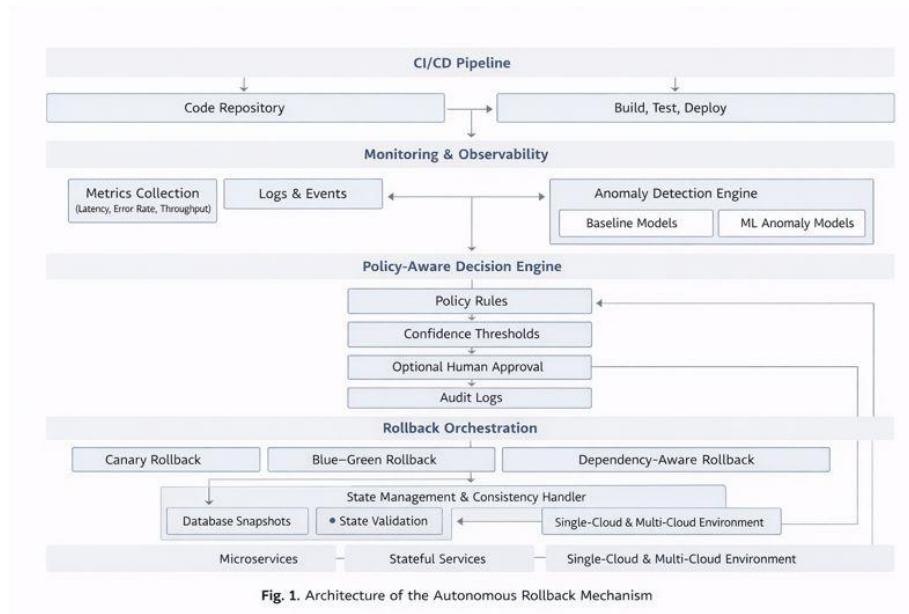 CI/CD Pipeline
Code Repository
Build, Test, Deploy
Monitoring & Observability
Metrics Collection
(Latency, Error Rate, Throughput)
Logs & Events
Anomaly Detection Engine
Baseline Models
ML Anomaly Models
Policy-Aware Decision Engine
Policy Rules
Confidence Thresholds
Optional Human Approval
Audit Logs
Rollback Orchestration
Canary Rollback
Blue–Green Rollback
Dependency-Aware Rollback
State Management & Consistency Handler
Database Snapshots
• State Validation
Single-Cloud & Multi-Cloud Environment
Microservices
Stateful Services
Single-Cloud & Multi-Cloud Environment
Fig. 1. Architecture of the Autonomous Rollback Mechanism